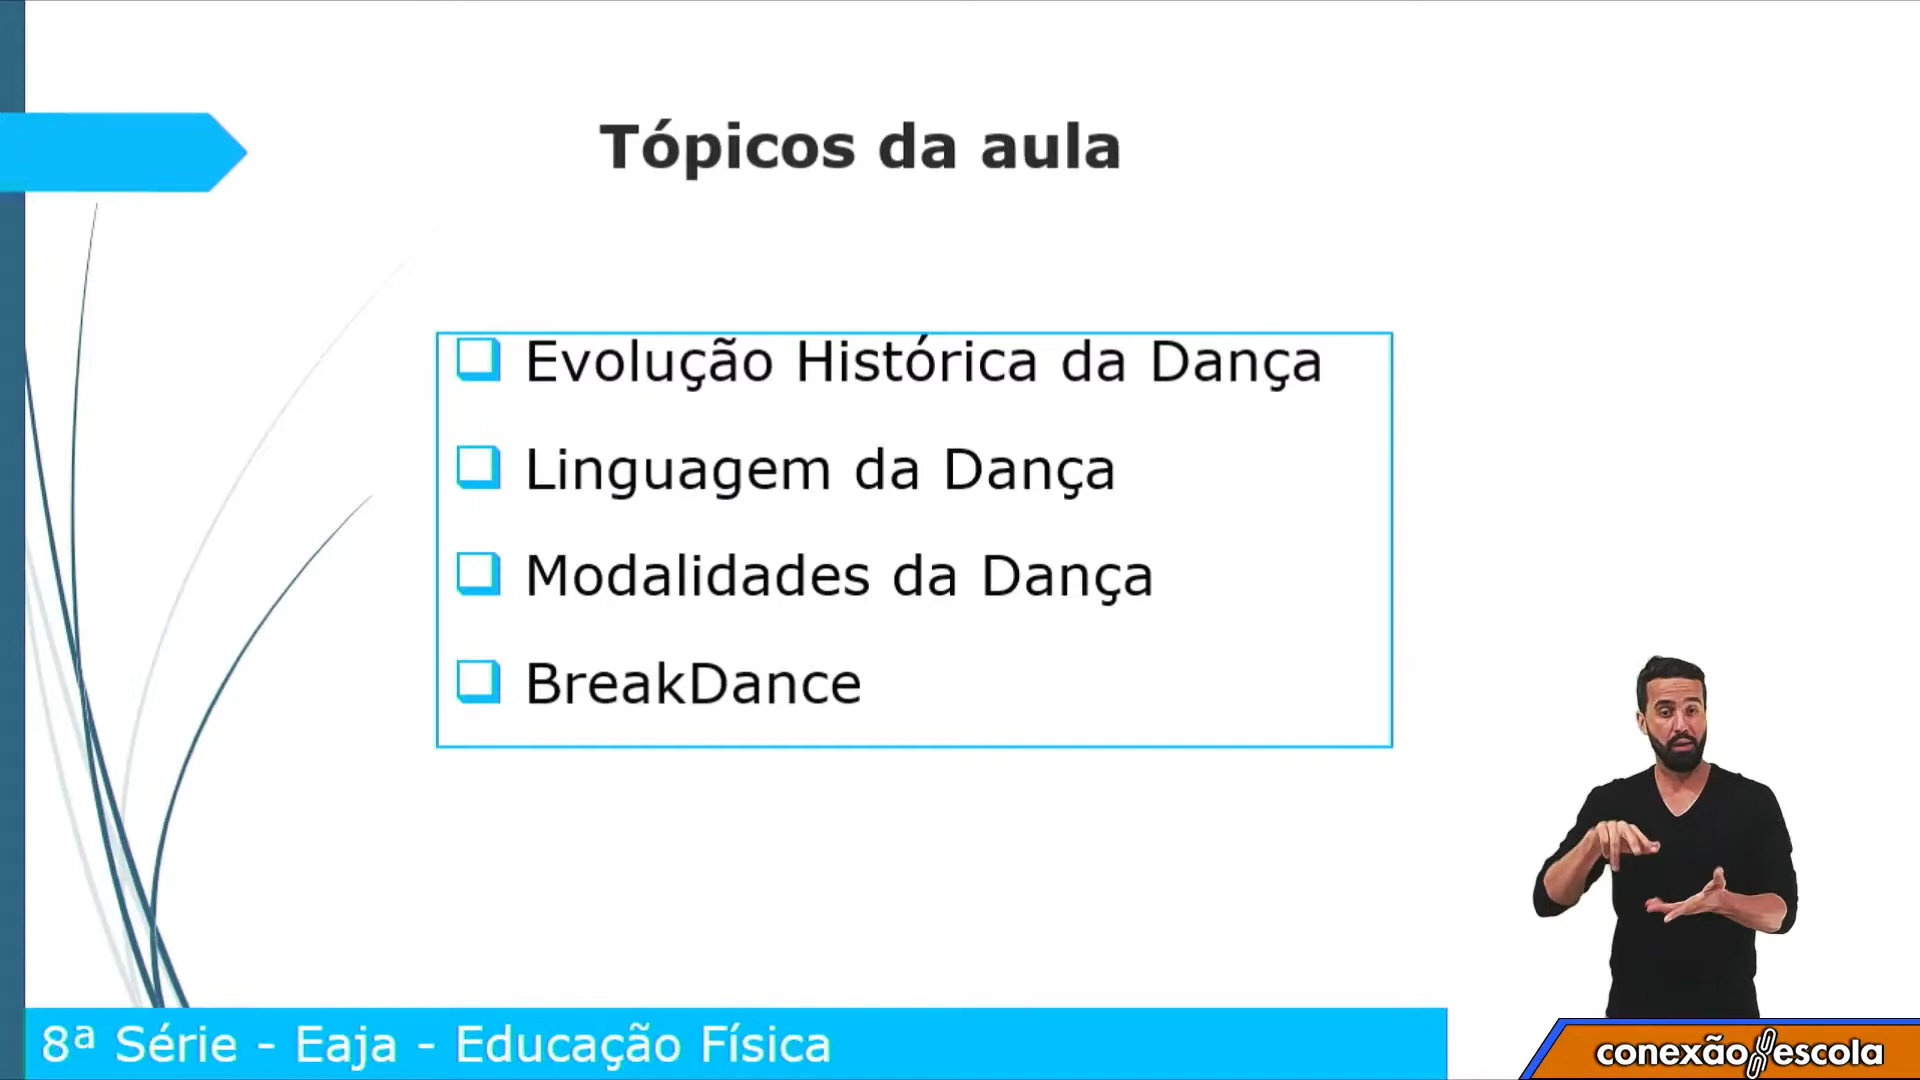 Tópicos da aula
Evolução Histórica da Dança
Linguagem da Dança
Modalidades da Dança
BreakDance
8ª Série - Eaja - Educação Física
conexão escola